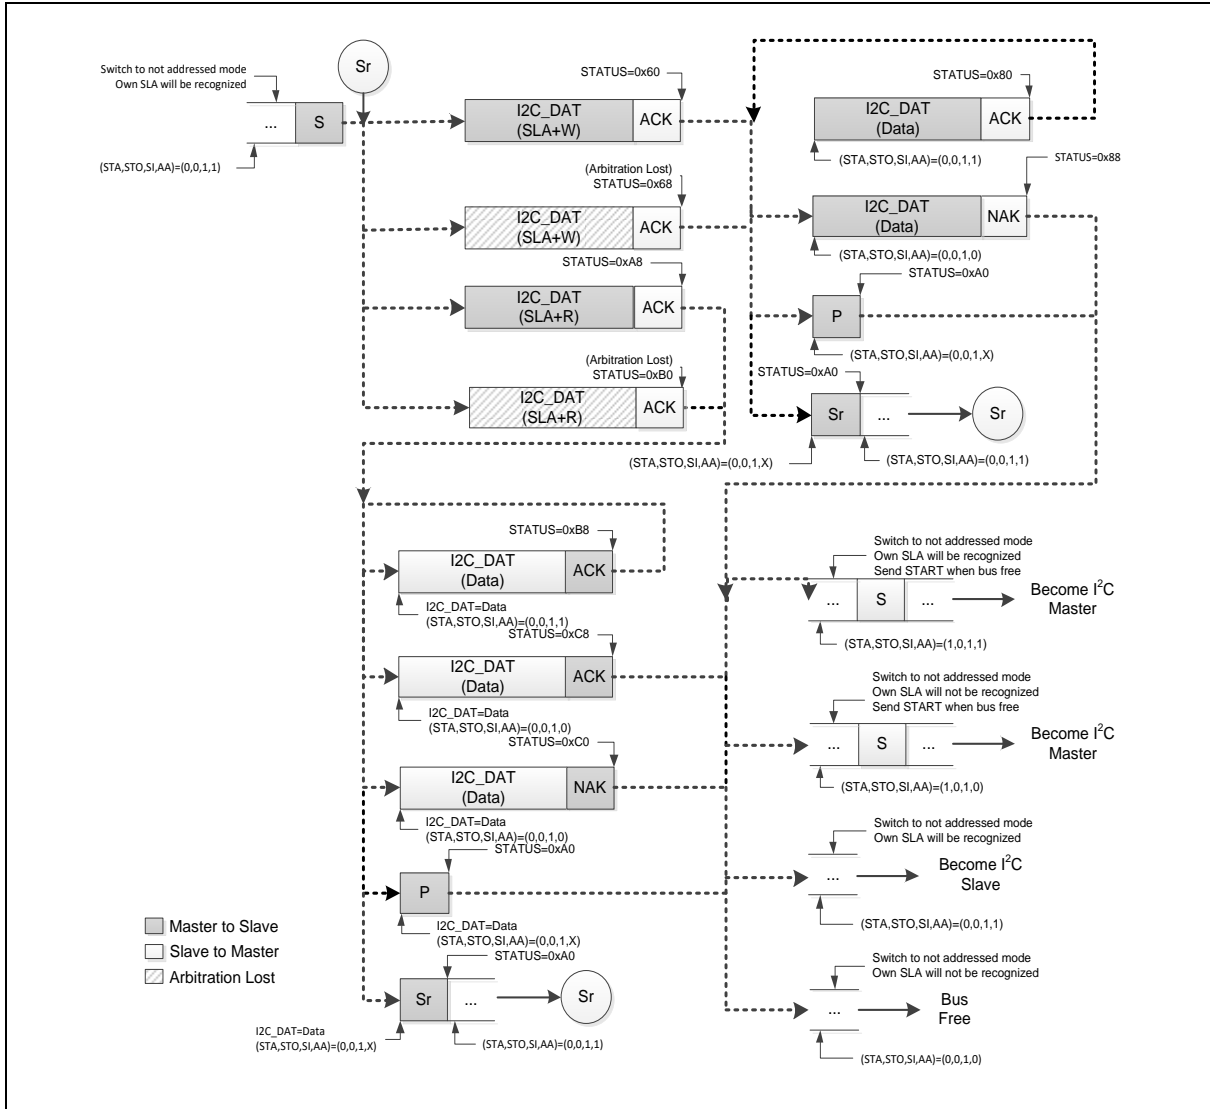 Switch to not addressed mode
Own SLA will be recognized
... S
(STA,STO,SI,AA)=(0,0,1,1)
Sr
STATUS=0x60
I2C_DAT
(SLA+W)
ACK
(Arbitration Lost)
STATUS=0x68
I2C_DAT
(SLA+W)
ACK
STATUS=0xA8
I2C_DAT
(SLA+R)
ACK
(Arbitration Lost)
STATUS=0xB0
I2C_DAT
(SLA+R)
ACK
STATUS=0x80
I2C_DAT
(Data)
ACK
(STA,STO,SI,AA)=(0,0,1,1)
STATUS=0x88
I2C_DAT
(Data)
NAK
(STA,STO,SI,AA)=(0,0,1,0)
STATUS=0xA0
P
(STA,STO,SI,AA)=(0,0,1,X)
STATUS=0xA0
Sr ... Sr
(STA,STO,SI,AA)=(0,0,1,X)
(STA,STO,SI,AA)=(0,0,1,1)
STATUS=0xB8
I2C_DAT
(Data)
ACK
I2C_DAT=Data
(STA,STO,SI,AA)=(0,0,1,1)
STATUS=0xC8
I2C_DAT
(Data)
ACK
I2C_DAT=Data
(STA,STO,SI,AA)=(0,0,1,0)
STATUS=0xC0
I2C_DAT
(Data)
NAK
I2C_DAT=Data
(STA,STO,SI,AA)=(0,0,1,0)
STATUS=0xA0
P
I2C_DAT=Data
(STA,STO,SI,AA)=(0,0,1,X)
STATUS=0xA0
Sr ... Sr
I2C_DAT=Data
(STA,STO,SI,AA)=(0,0,1,X)
(STA,STO,SI,AA)=(0,0,1,1)
Switch to not addressed mode
Own SLA will be recognized
Send START when bus free
... S ...
Become I²C
Master
(STA,STO,SI,AA)=(1,0,1,1)
Switch to not addressed mode
Own SLA will not be recognized
Send START when bus free
... S ...
Become I²C
Master
(STA,STO,SI,AA)=(1,0,1,0)
Switch to not addressed mode
Own SLA will be recognized
...
Become I²C
Slave
(STA,STO,SI,AA)=(0,0,1,1)
Switch to not addressed mode
Own SLA will not be recognized
...
Bus
Free
(STA,STO,SI,AA)=(0,0,1,0)
Master to Slave
Slave to Master
Arbitration Lost